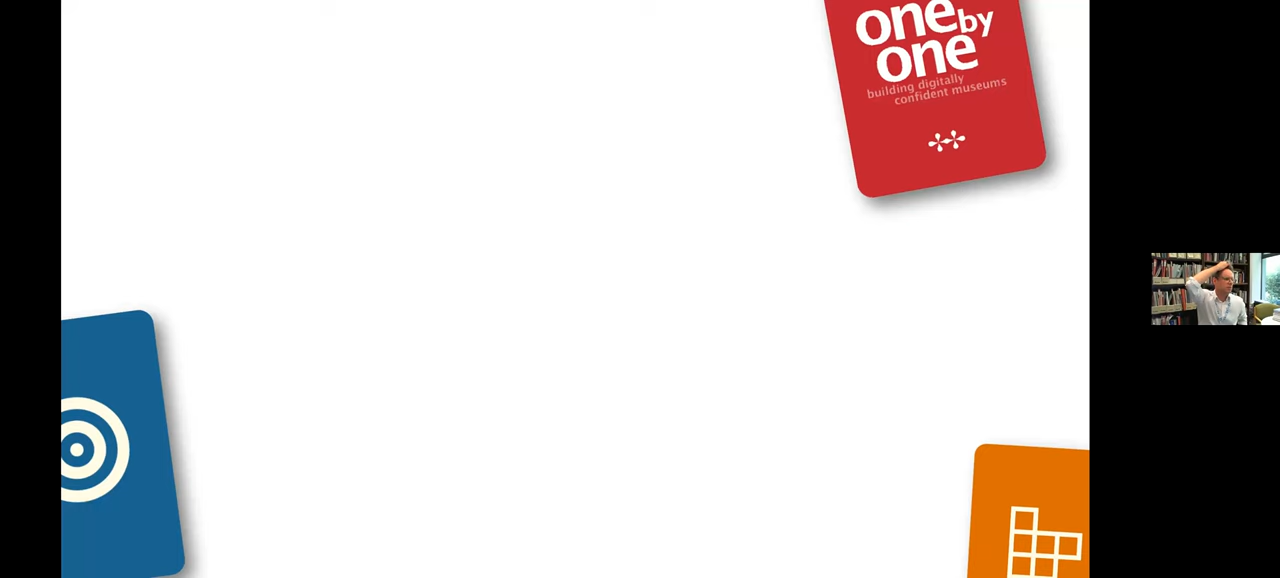 one by
one
building digitally
confident museums